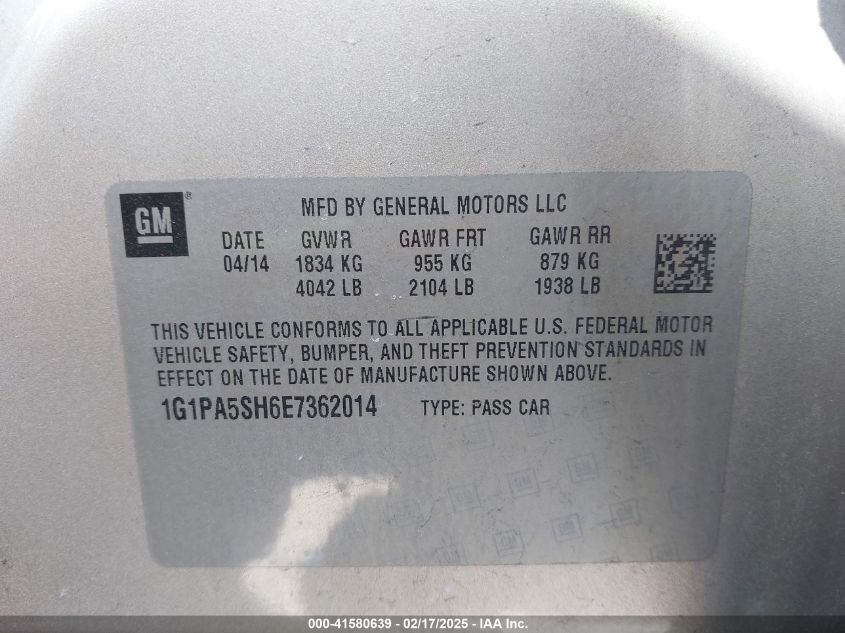 GM®
MFD BY GENERAL MOTORS LLC
DATE GVWR GAWR FRT GAWR RR
04/14 1834 KG 955 KG 879 KG
4042 LB 2104 LB 1938 LB
THIS VEHICLE CONFORMS TO ALL APPLICABLE U.S. FEDERAL MOTOR
VEHICLE SAFETY, BUMPER, AND THEFT PREVENTION STANDARDS IN
EFFECT ON THE DATE OF MANUFACTURE SHOWN ABOVE.
1G1PA5SH6E7362014 TYPE: PASS CAR
000-41580639 - 02/17/2025 - IAA Inc.